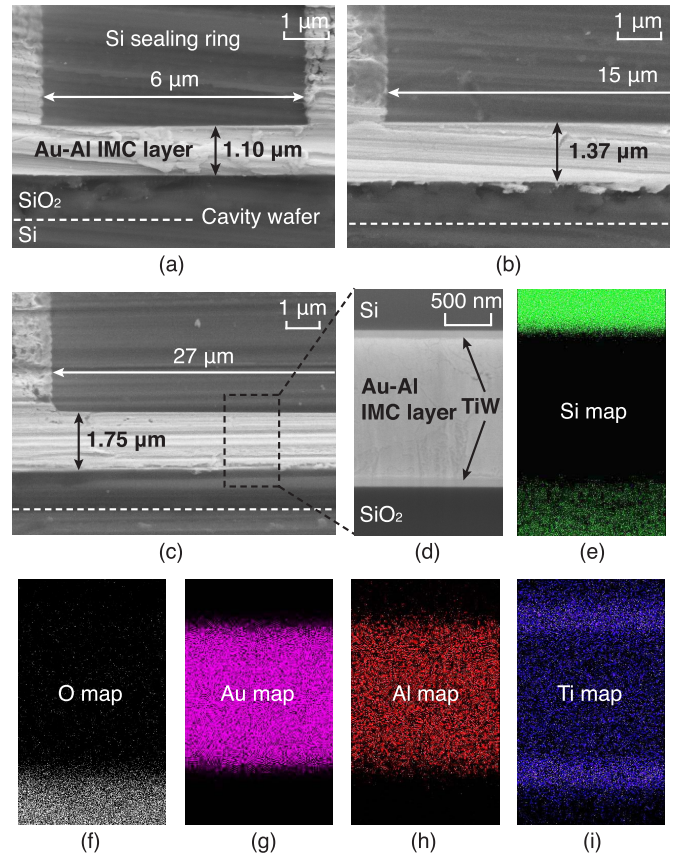 1 µm
Si sealing ring
6 µm
Au-Al IMC layer
1.10 µm
SiO₂
Cavity wafer
Si
(a)
1 µm
15 µm
1.37 µm
(b)
1 µm
27 µm
1.75 µm
(c)
Si
500 nm
Au-Al
IMC layer
TiW
SiO₂
(d)
Si map
(e)
O map
(f)
Au map
(g)
Al map
(h)
Ti map
(i)